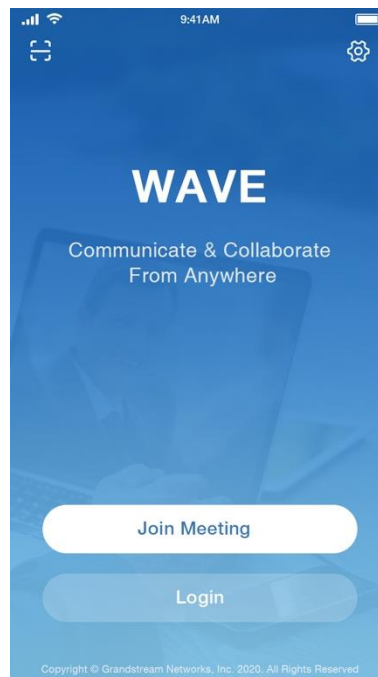 9:41AM
WAVE
Communicate & Collaborate
From Anywhere
Join Meeting
Login
Copyright © Grandstream Networks, Inc. 2020. All Rights Reserved